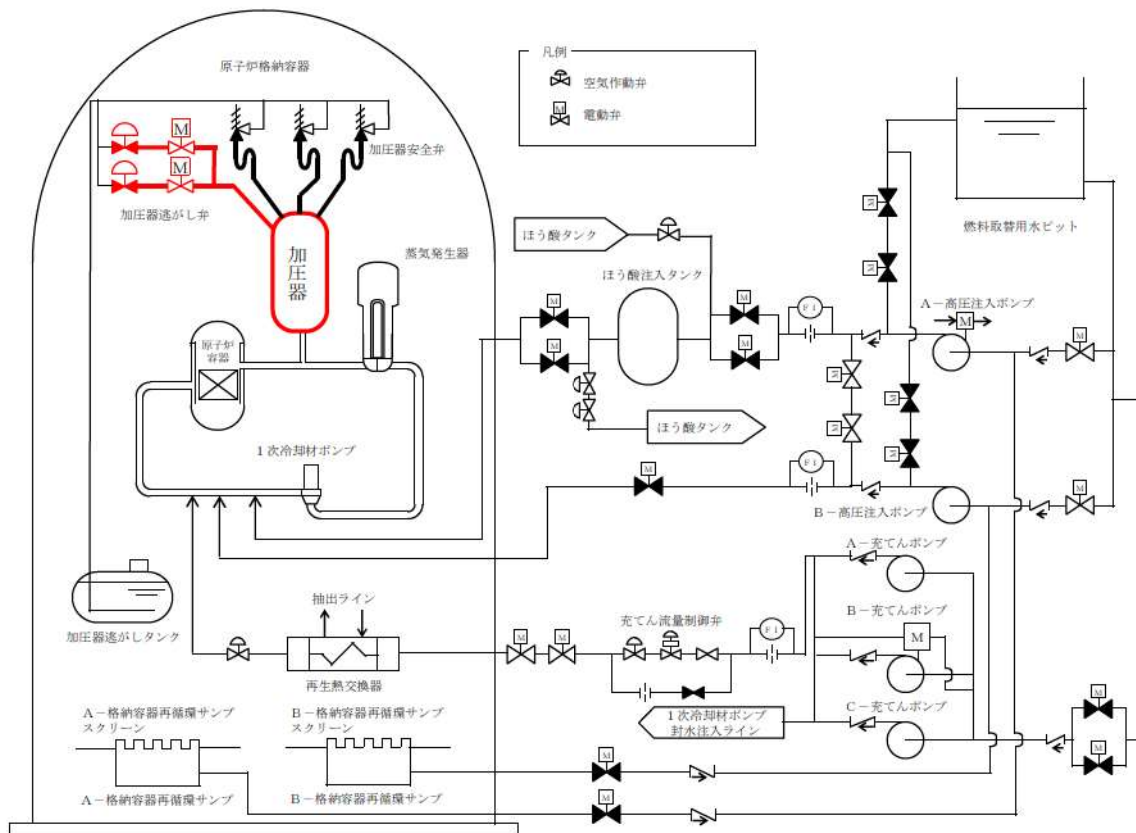 原子炉格納容器
凡例
空気作動弁
M
電動弁
M
M
加圧器安全弁
加圧器逃がし弁
加圧器
蒸気発生器
燃料取替用水ピット
M
M
ほう酸タンク
ほう酸注入タンク
M
M
M
M
FI
A-高圧注入ポンプ
M
M
原子炉
容器
ほう酸タンク
M
M
M
M
1次冷却材ポンプ
M
FI
M
B-高圧注入ポンプ
A-充てんポンプ
B-充てんポンプ
M
C-充てんポンプ
加圧器逃がしタンク
抽出ライン
再生熱交換器
M
M
充てん流量制御弁
FI
1次冷却材ポンプ
封水注入ライン
M
M
A-格納容器再循環サンプ
スクリーン
B-格納容器再循環サンプ
スクリーン
M
M
A-格納容器再循環サンプ
B-格納容器再循環サンプ